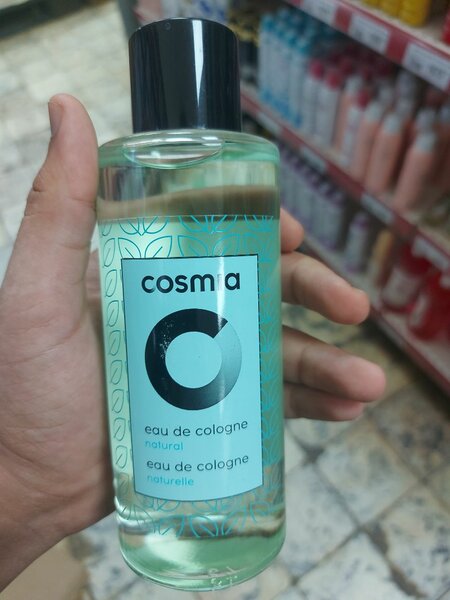 cosmia
eau de cologne
natural
eau de cologne
naturelle